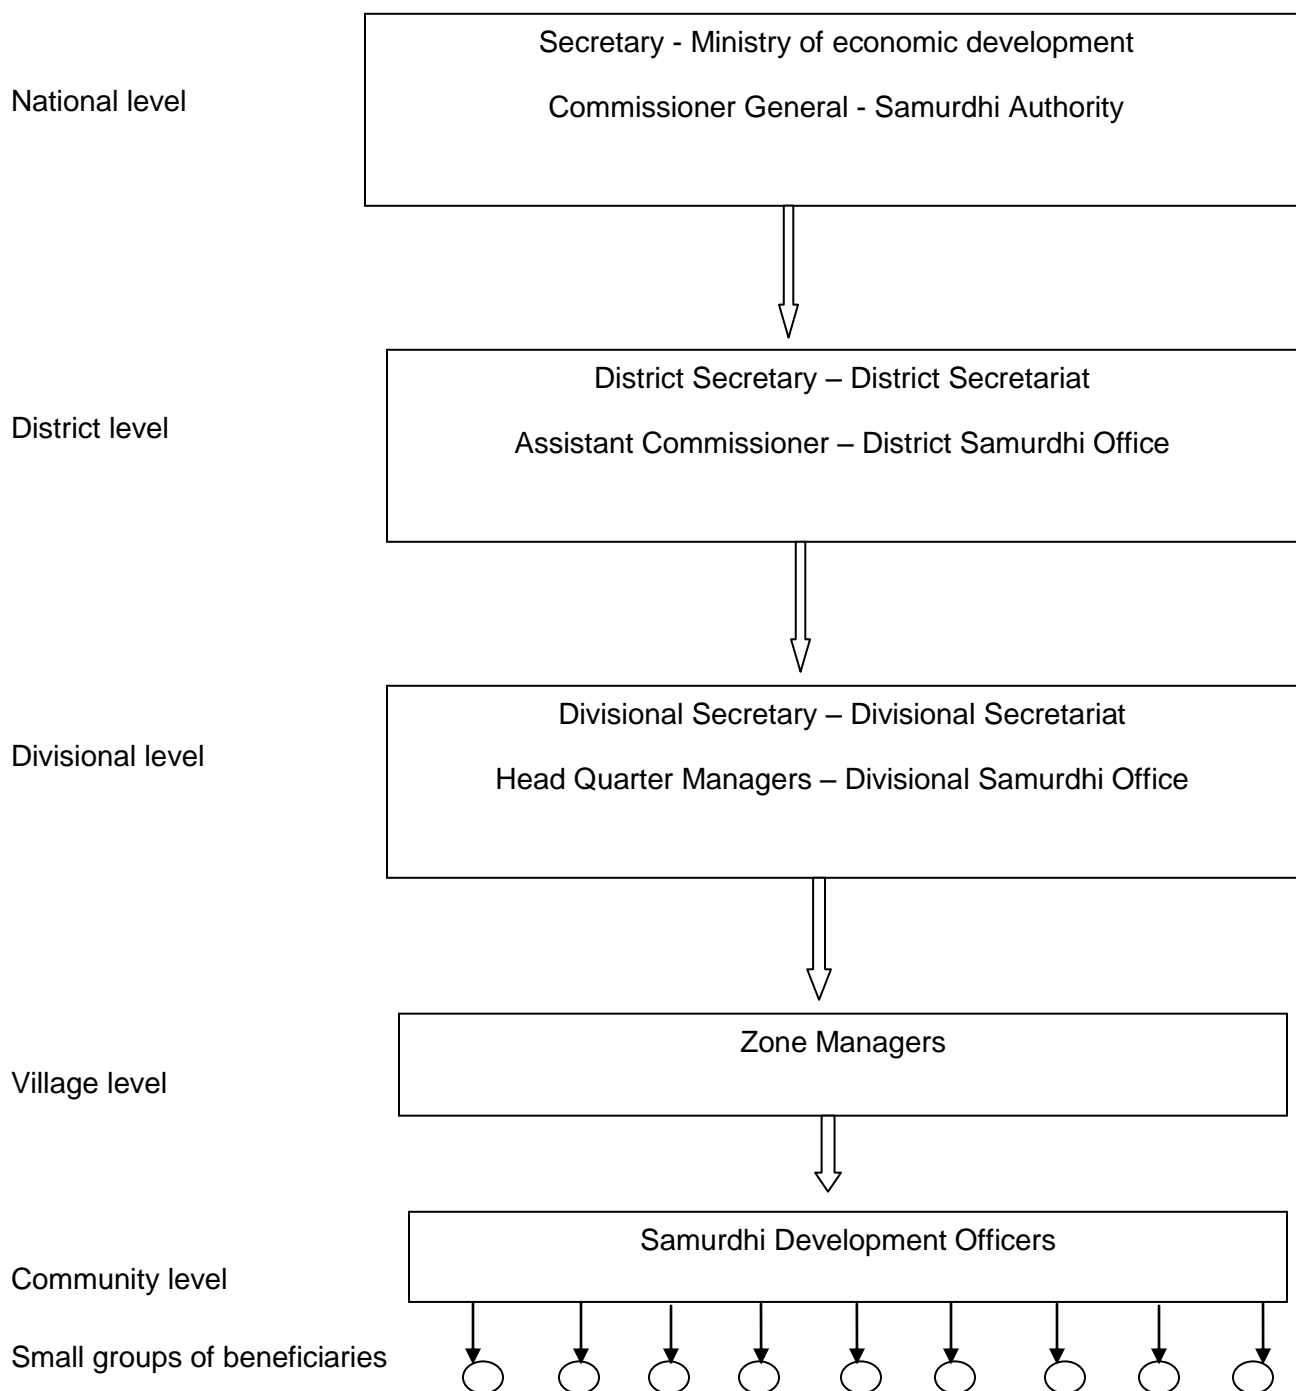 Secretary - Ministry of economic development
National level
Commissioner General - Samurdhi Authority
District Secretary – District Secretariat
District level
Assistant Commissioner – District Samurdhi Office
Divisional Secretary – Divisional Secretariat
Divisional level
Head Quarter Managers – Divisional Samurdhi Office
Zone Managers
Village level
Samurdhi Development Officers
Community level
Small groups of beneficiaries